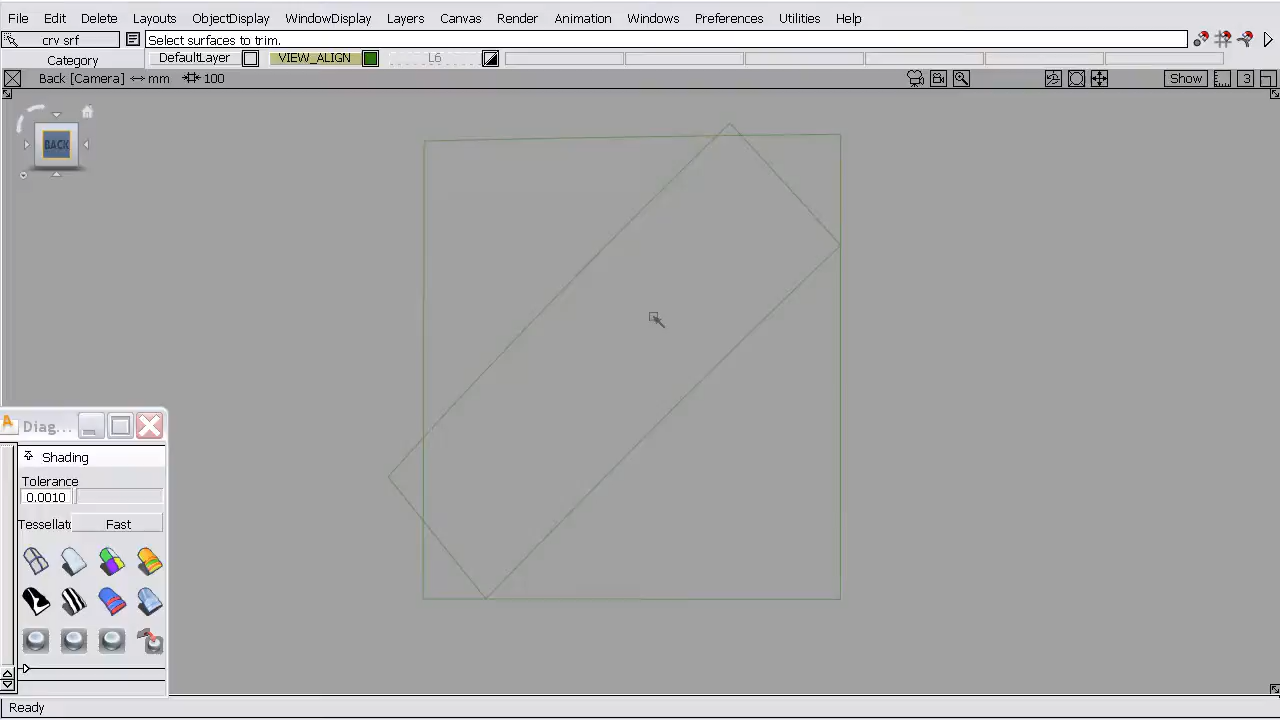 File Edit Delete Layouts ObjectDisplay WindowDisplay Layers Canvas Render Animation Windows Preferences Utilities Help
crv srf Select surfaces to trim.
Category DefaultLayer VIEW_ALIGN L6
Back [Camera] mm 100 Show 3
BACK
Diag...
Shading
Tolerance
0.0010
Tessellat Fast
Ready